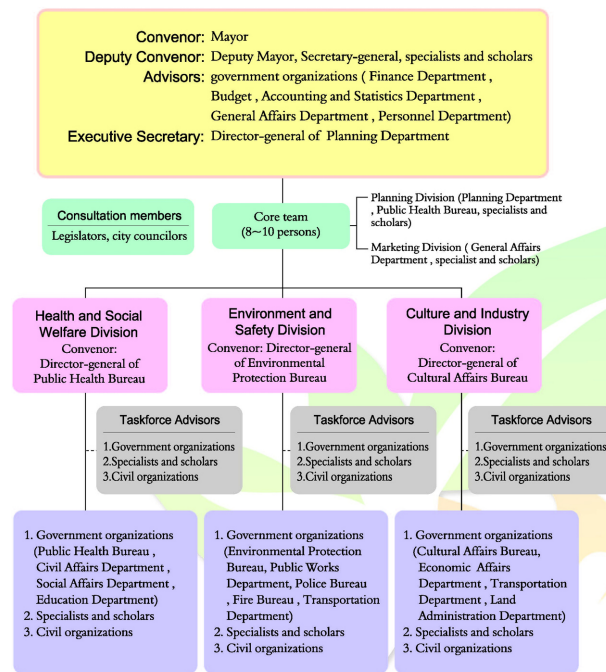 Convenor: Mayor
Deputy Convenor: Deputy Mayor, Secretary-general, specialists and scholars
Advisors: government organizations ( Finance Department ,
Budget , Accounting and Statistics Department ,
General Affairs Department , Personnel Department)
Executive Secretary: Director-general of Planning Department
Consultation members
Legislators, city councilors
Core team
(8~10 persons)
Planning Division (Planning Department
, Public Health Bureau, specialists and
scholars)
Marketing Division ( General Affairs
Department , specialist and scholars)
Health and Social
Welfare Division
Convenor:
Director-general of
Public Health Bureau
Environment and
Safety Division
Convenor: Director-general
of Environmental
Protection Bureau
Culture and Industry
Division
Convenor:
Director-general of
Cultural Affairs Bureau
Taskforce Advisors
1.Government organizations
2.Specialists and scholars
3.Civil organizations
Taskforce Advisors
1.Government organizations
2.Specialists and scholars
3.Civil organizations
Taskforce Advisors
1.Government organizations
2.Specialists and scholars
3.Civil organizations
1. Government organizations
(Public Health Bureau ,
Civil Affairs Department ,
Social Affairs Department ,
Education Department)
2. Specialists and scholars
3. Civil organizations
1. Government organizations
(Environmental Protection
Bureau, Public Works
Department, Police Bureau
, Fire Bureau , Transportation
Department)
2. Specialists and scholars
3. Civil organizations
1. Government organizations
(Cultural Affairs Bureau,
Economic Affairs
Department , Transportation
Department , Land
Administration Department)
2. Specialists and scholars
3. Civil organizations